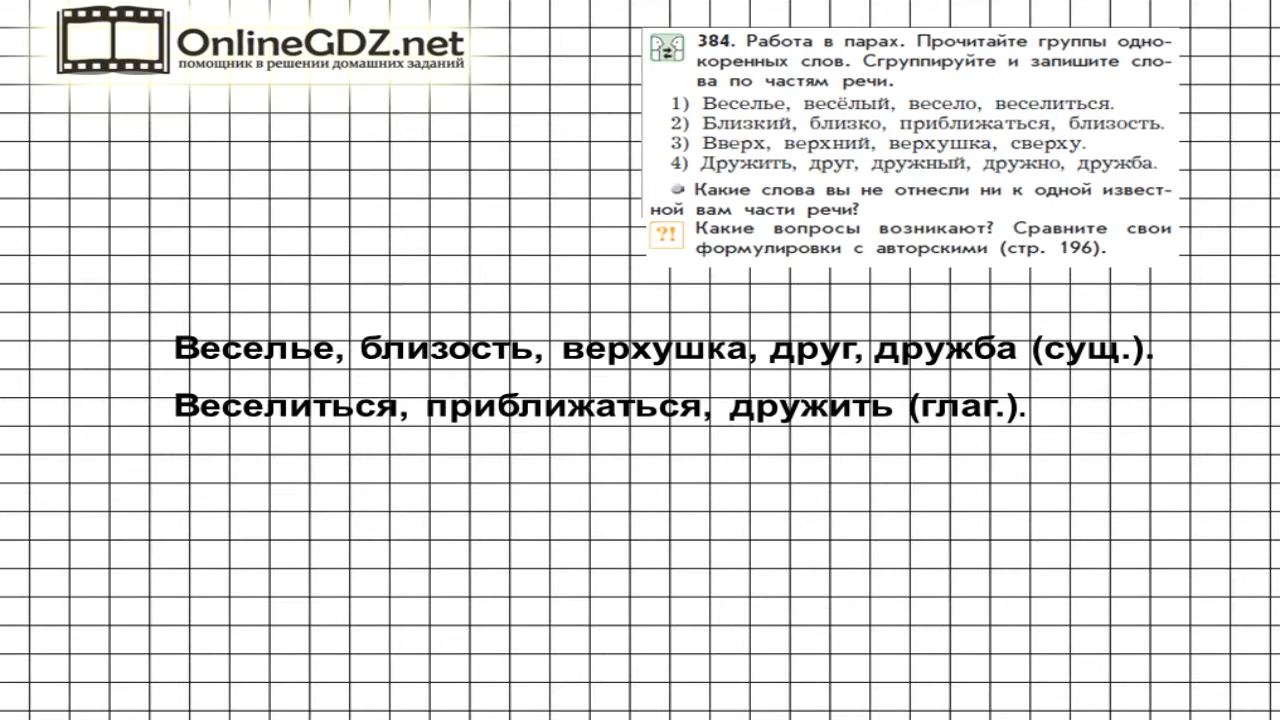 OnlineGDZ.net
помощник в решении домашних заданий
384. Работа в парах. Прочитайте группы одно-
коренных слов. Сгруппируйте и запишите сло-
ва по частям речи.
1) Веселье, весёлый, весело, веселиться.
2) Близкий, близко, приближаться, близость.
3) Вверх, верхний, верхушка, сверху.
4) Дружить, друг, дружный, дружно, дружба.
Какие слова вы не отнесли ни к одной извест-
ной вам части речи?
?! Какие вопросы возникают? Сравните свои
формулировки с авторскими (стр. 196).
Веселье, близость, верхушка, друг, дружба (сущ.).
Веселиться, приближаться, дружить (глаг.).